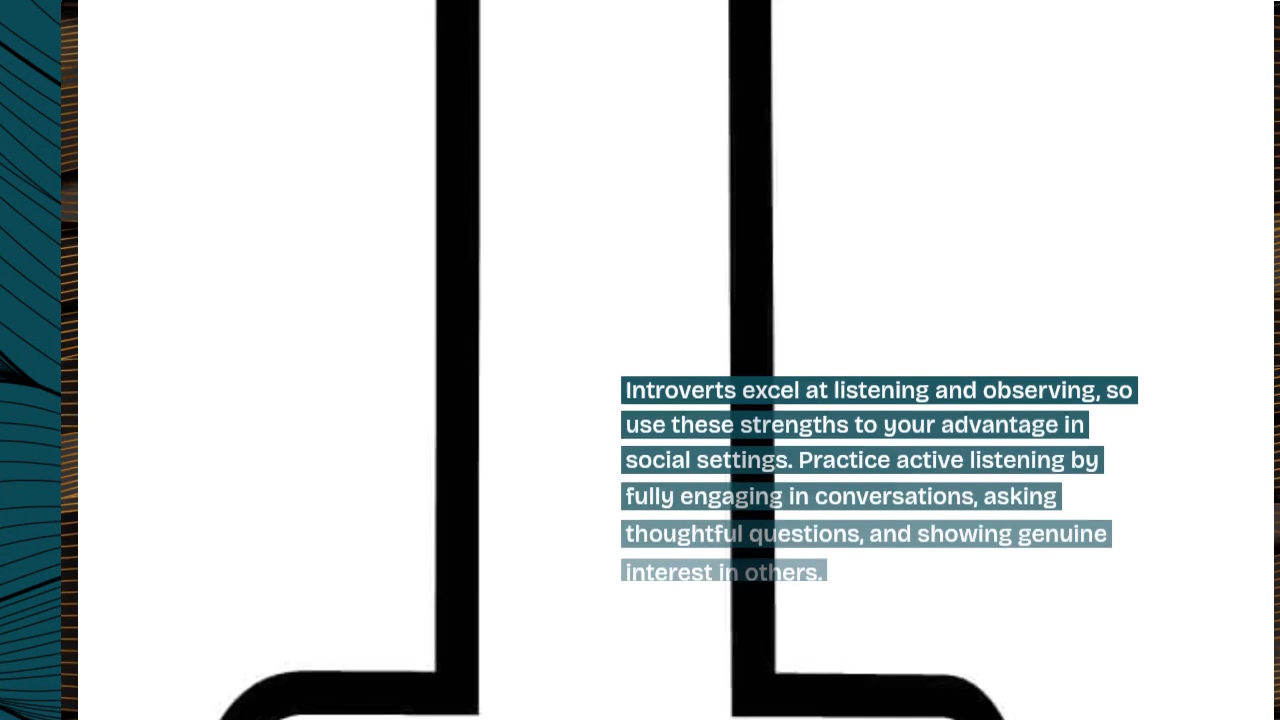 Introverts excel at listening and observing, so
use these strengths to your advantage in
social settings. Practice active listening by
fully engaging in conversations, asking
thoughtful questions, and showing genuine
interest in others.